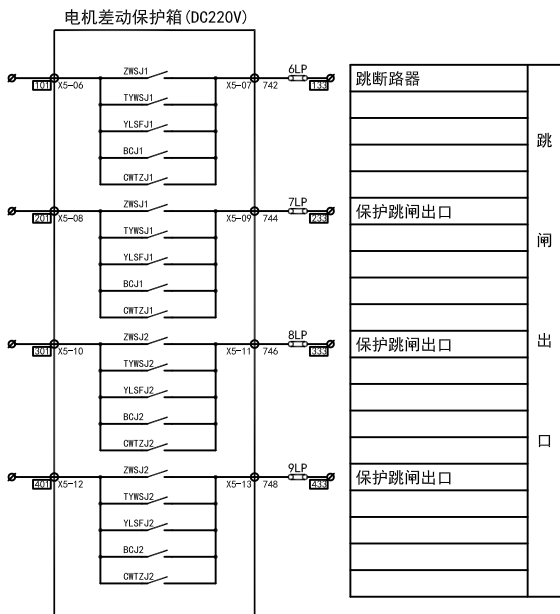 电机差动保护箱(DC220V)
ZWSJ1
6LP
101
X5-06
X5-07
742
133
跳断路器
TYWSJ1
YLSFJ1
BCJ1
CWTZJ1
ZWSJ1
7LP
201
X5-08
X5-09
744
233
保护跳闸出口
TYWSJ1
YLSFJ1
BCJ1
CWTZJ1
ZWSJ2
8LP
301
X5-10
X5-11
746
333
保护跳闸出口
TYWSJ2
YLSFJ2
BCJ2
CWTZJ2
ZWSJ2
9LP
401
X5-12
X5-13
748
433
保护跳闸出口
TYWSJ2
YLSFJ2
BCJ2
CWTZJ2
跳
闸
出
口